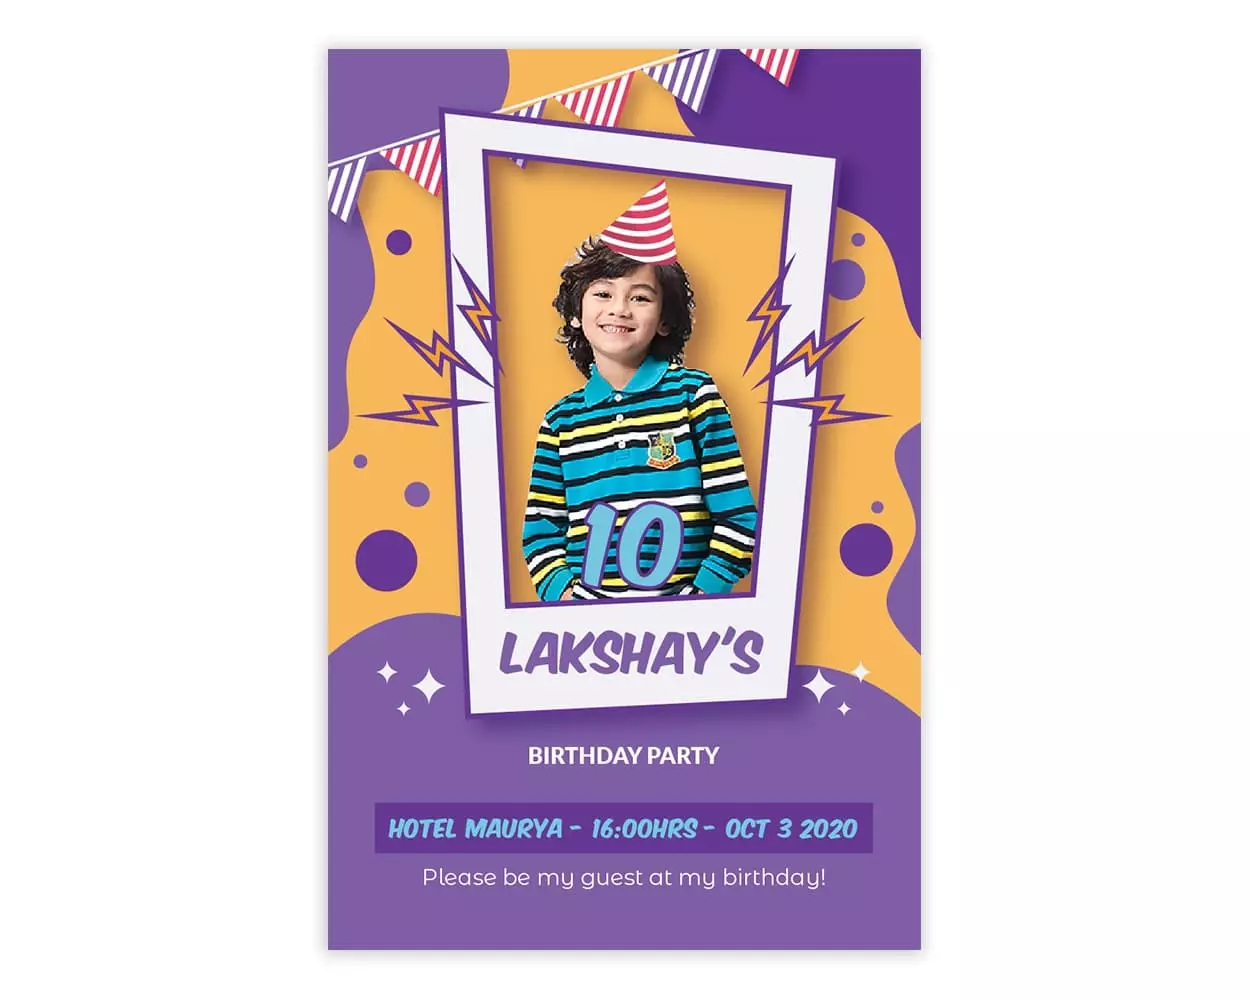 10
LAKSHAY'S
BIRTHDAY PARTY
HOTEL MAURYA - 16:00HRS - OCT 3 2020
Please be my guest at my birthday!